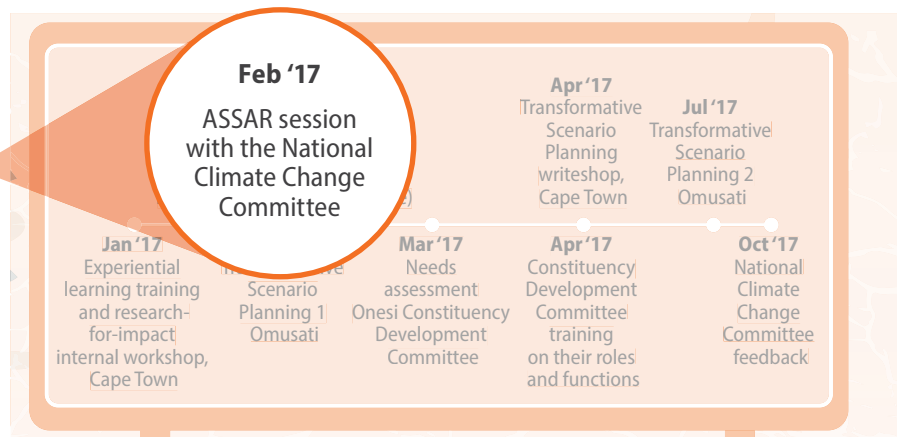 Feb ‘17
ASSAR session
with the National
Climate Change
Committee
Apr ‘17
Transformative
Scenario
Planning
writeshop,
Cape Town
Jul ‘17
Transformative
Scenario
Planning 2
Omusati
Jan ‘17
Experiential
learning training
and research-
for-impact
internal workshop,
Cape Town
Scenario
Planning 1
Omusati
Mar ‘17
Needs
assessment
Onesi Constituency
Development
Committee
Apr ‘17
Constituency
Development
Committee
training
on their roles
and functions
Oct ‘17
National
Climate
Change
Committee
feedback